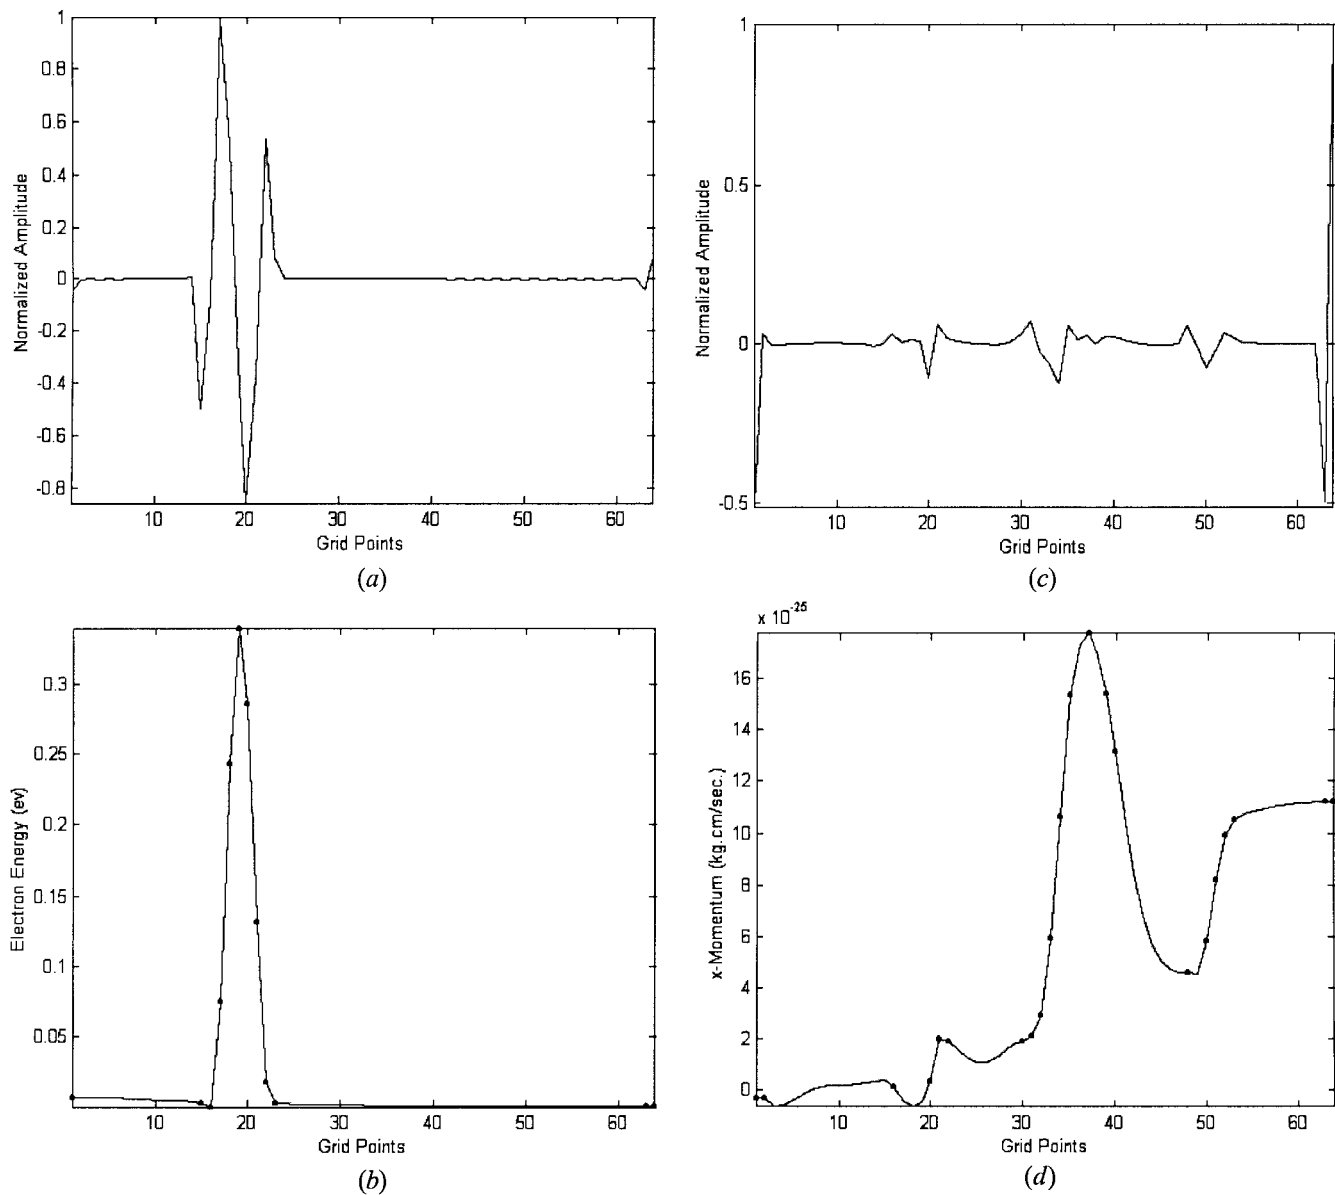 1
0.8
0.6
0.4
0.2
0
-0.2
-0.4
-0.6
-0.8
Normalized Amplitude
10 20 30 40 50 60
Grid Points
(a)
1
0.5
0
-0.5
Normalized Amplitude
10 20 30 40 50 60
Grid Points
(c)
0.3
0.25
0.2
0.15
0.1
0.05
Electron Energy (ev)
10 20 30 40 50 60
Grid Points
(b)
x 10-25
16
14
12
10
8
6
4
2
0
x-Momentum (kg.cm/sec.)
10 20 30 40 50 60
Grid Points
(d)